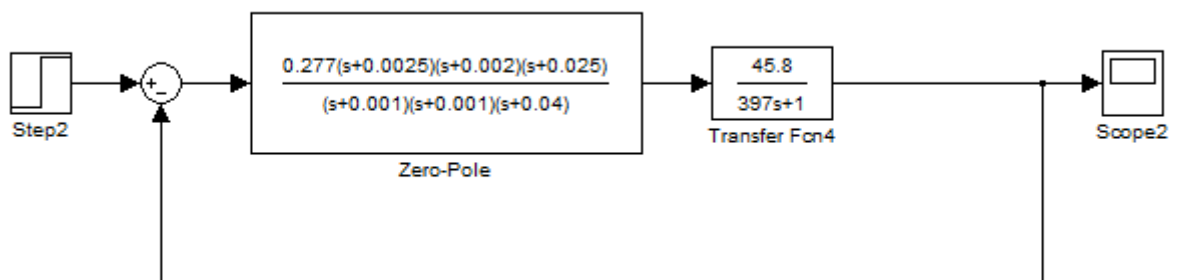 0.277(s+0.0025)(s+0.002)(s+0.025)
(s+0.001)(s+0.001)(s+0.04)
45.8
397s+1
+
−
Step2
Zero-Pole
Transfer Fcn4
Scope2